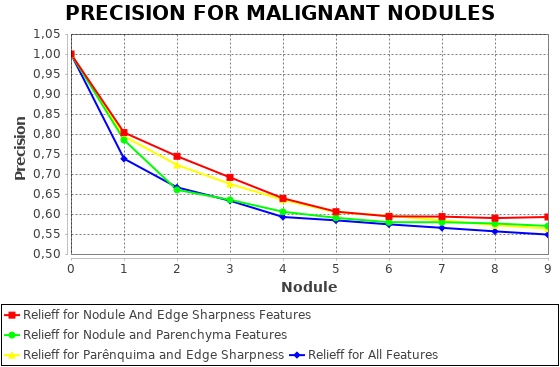 PRECISION FOR MALIGNANT NODULES
1,05
1,00
0,95
0,90
0,85
0,80
0,75
0,70
0,65
0,60
0,55
0,50
Precision
0 1 2 3 4 5 6 7 8 9
Nodule
Relieff for Nodule And Edge Sharpness Features
Relieff for Nodule and Parenchyma Features
Relieff for Parênquima and Edge Sharpness Relieff for All Features